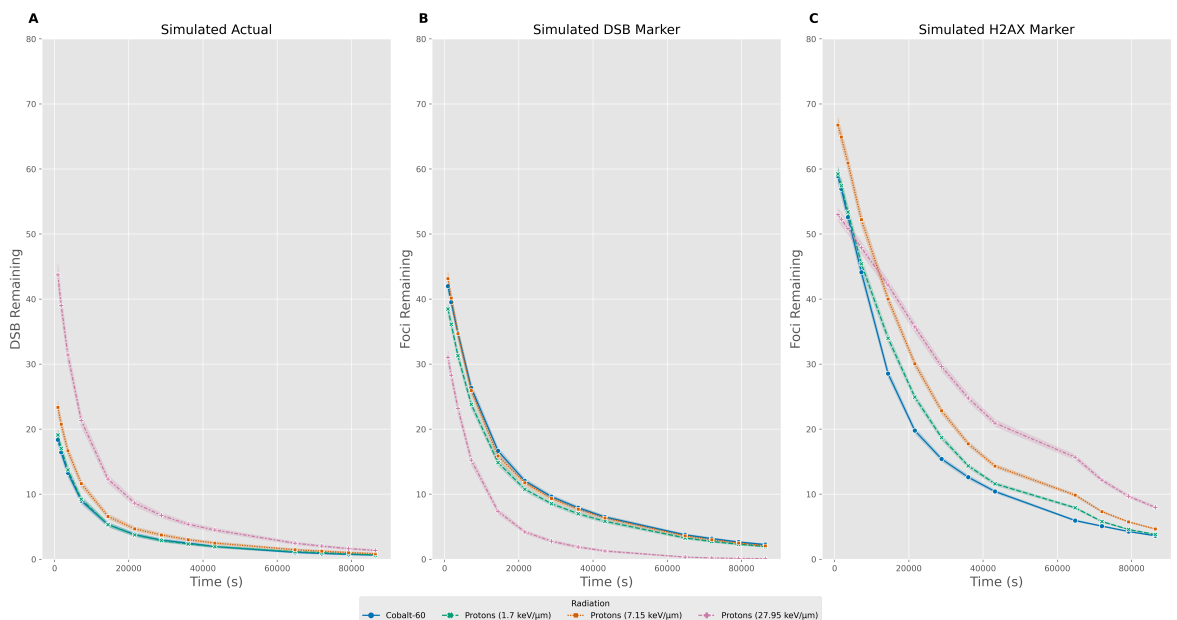 A
Simulated Actual
B
Simulated DSB Marker
C
Simulated H2AX Marker
DSB Remaining
80
70
60
50
40
30
20
10
0
0 20000 40000 60000 80000
Time (s)
Foci Remaining
80
70
60
50
40
30
20
10
0
0 20000 40000 60000 80000
Time (s)
Foci Remaining
80
70
60
50
40
30
20
10
0
0 20000 40000 60000 80000
Time (s)
Radiation
Cobalt-60 Protons (1.7 keV/μm) Protons (7.15 keV/μm) Protons (27.95 keV/μm)